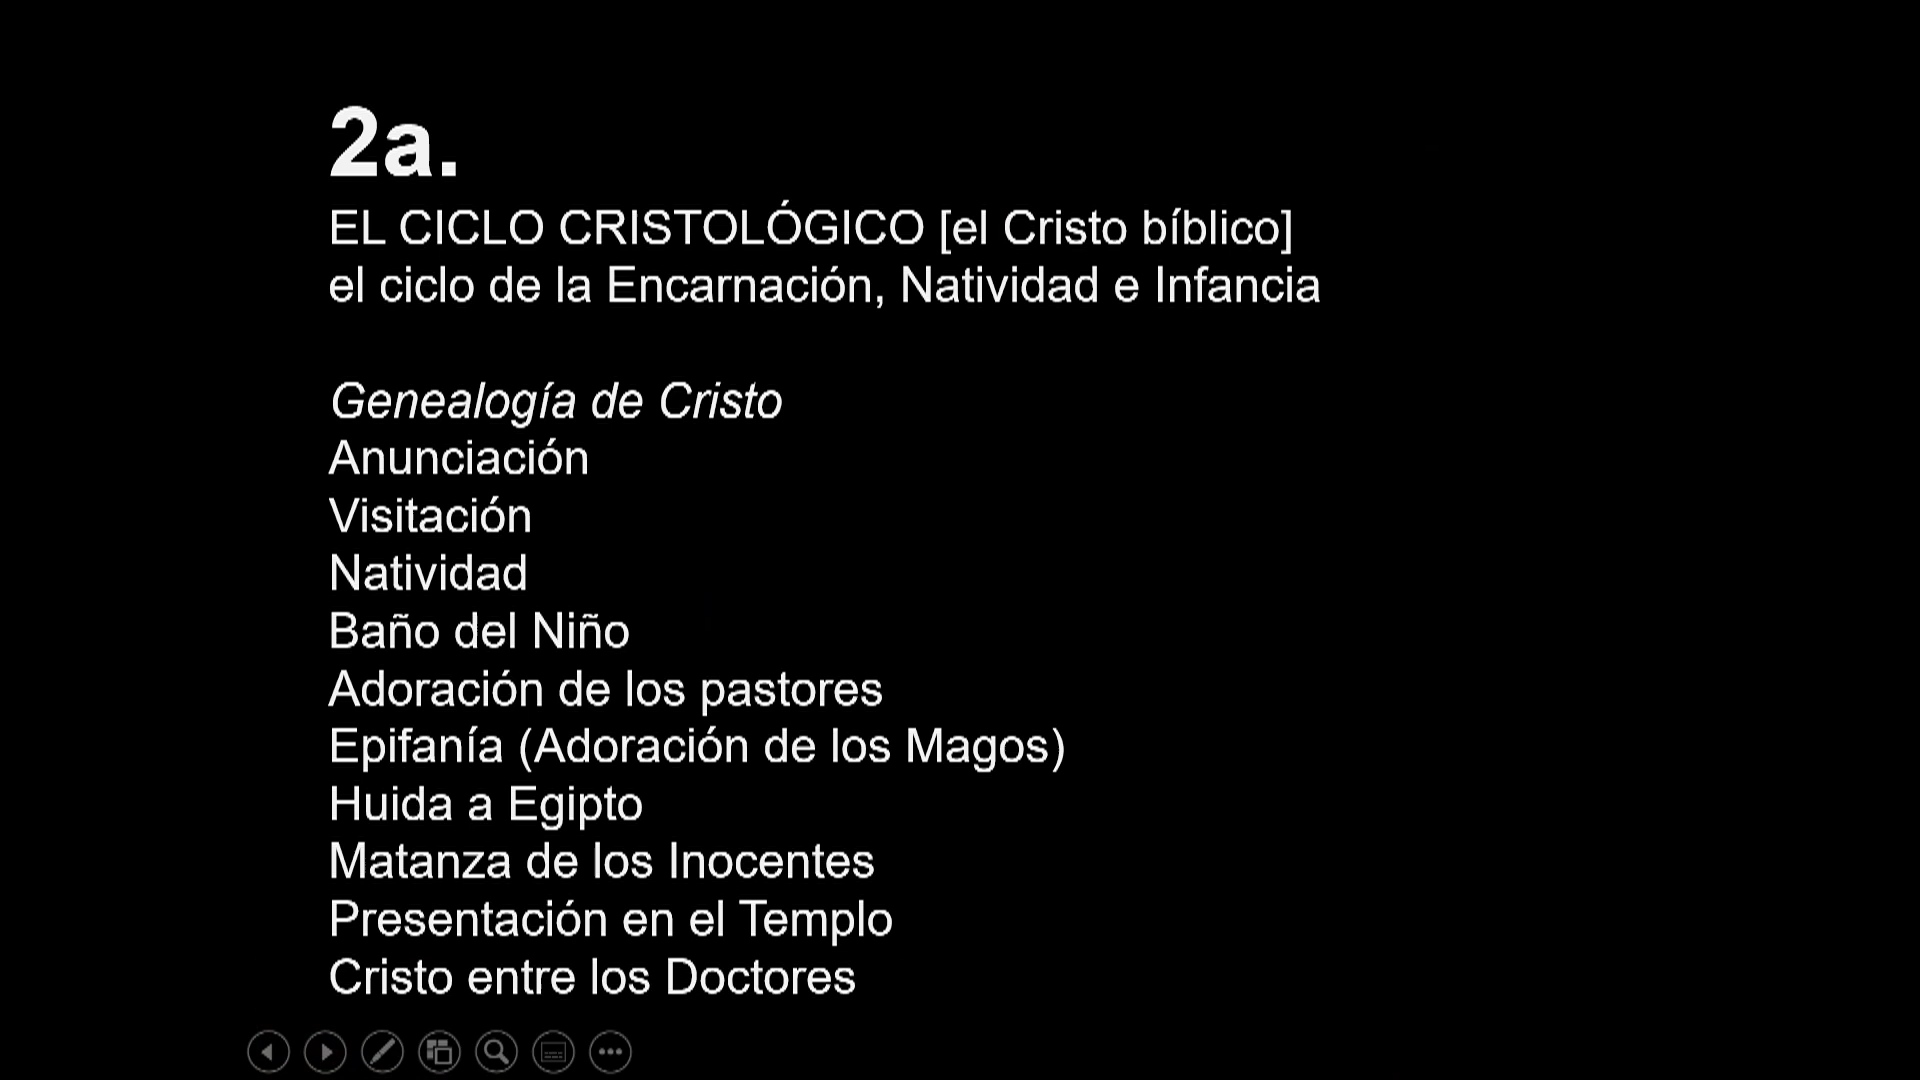 2a.
EL CICLO CRISTOLÓGICO [el Cristo bíblico]
el ciclo de la Encarnación, Natividad e Infancia
Genealogía de Cristo
Anunciación
Visitación
Natividad
Baño del Niño
Adoración de los pastores
Epifanía (Adoración de los Magos)
Huida a Egipto
Matanza de los Inocentes
Presentación en el Templo
Cristo entre los Doctores